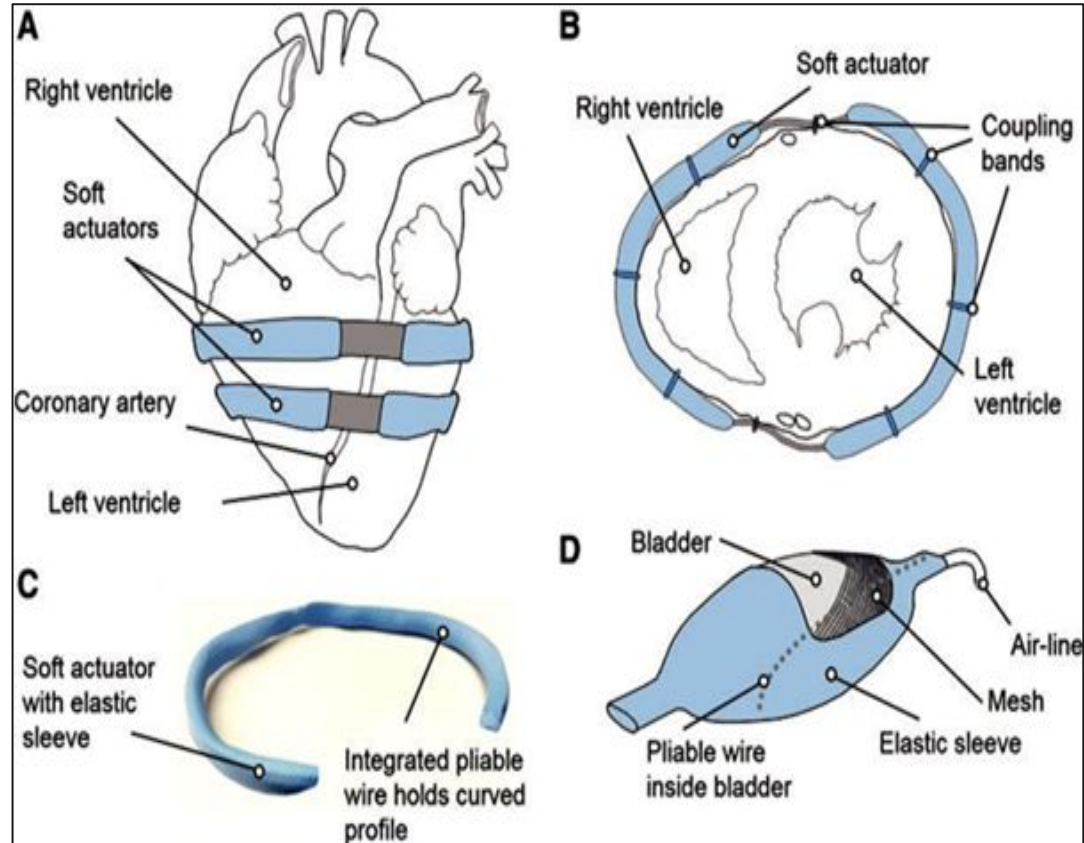 A
Right ventricle
Soft
actuators
Coronary artery
Left ventricle
B
Soft actuator
Right ventricle
Coupling
bands
Left
ventricle
C
Soft actuator
with elastic
sleeve
Integrated pliable
wire holds curved
profile
D
Bladder
Air-line
Mesh
Elastic sleeve
Pliable wire
inside bladder